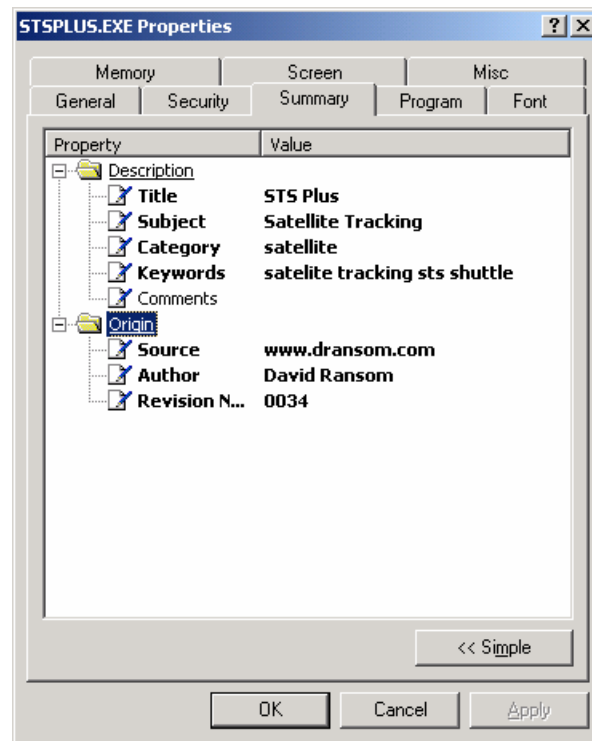 STSPLUS.EXE Properties
Memory Screen Misc
General Security Summary Program Font
Property Value
Description
Title STS Plus
Subject Satellite Tracking
Category satellite
Keywords satelite tracking sts shuttle
Comments
Origin
Source www.dransom.com
Author David Ransom
Revision N... 0034
<< Simple
OK Cancel Apply